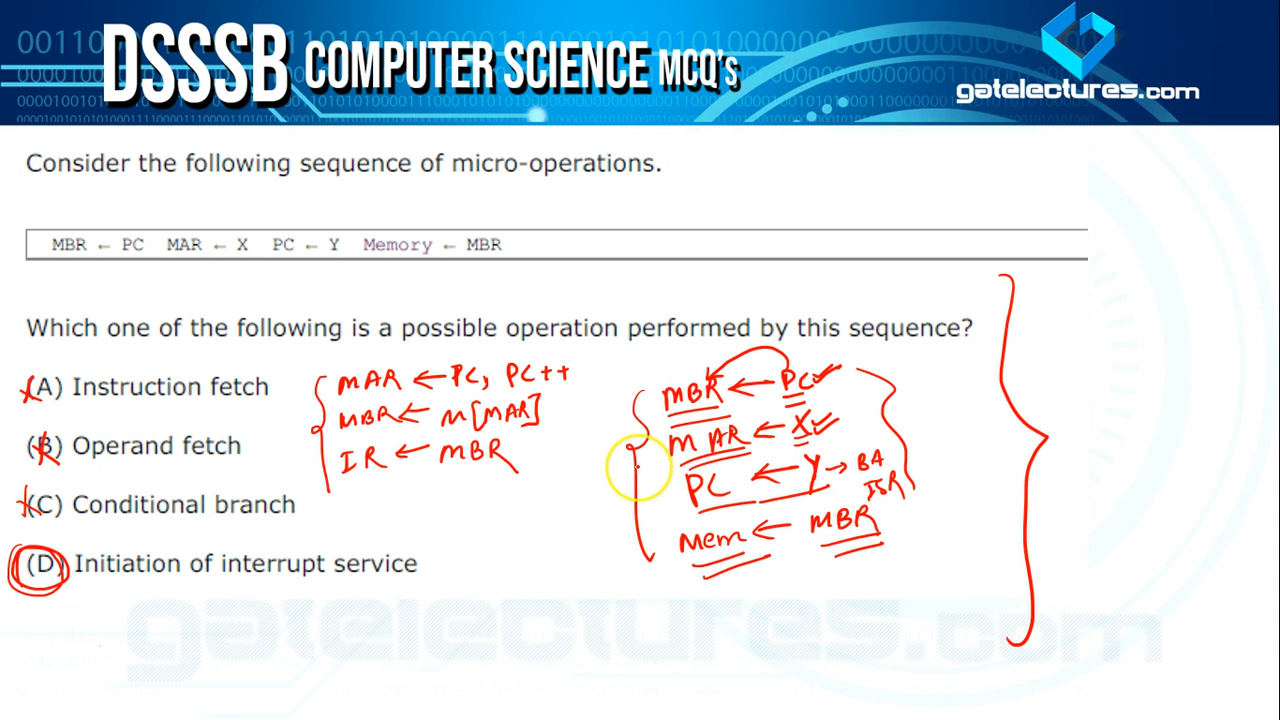 DSSSB COMPUTER SCIENCE MCQ'S
gatelectures.com
Consider the following sequence of micro-operations.
MBR ← PC MAR ← X PC ← Y Memory ← MBR
Which one of the following is a possible operation performed by this sequence?
(A) Instruction fetch
(B) Operand fetch
(C) Conditional branch
(D) Initiation of interrupt service
MAR ← PC, PC++
MBR ← M[MAR]
IR ← MBR
MBR ← PC
MAR ← X
PC ← Y → BA
ISR
Mem ← MBR
gatelectures.com